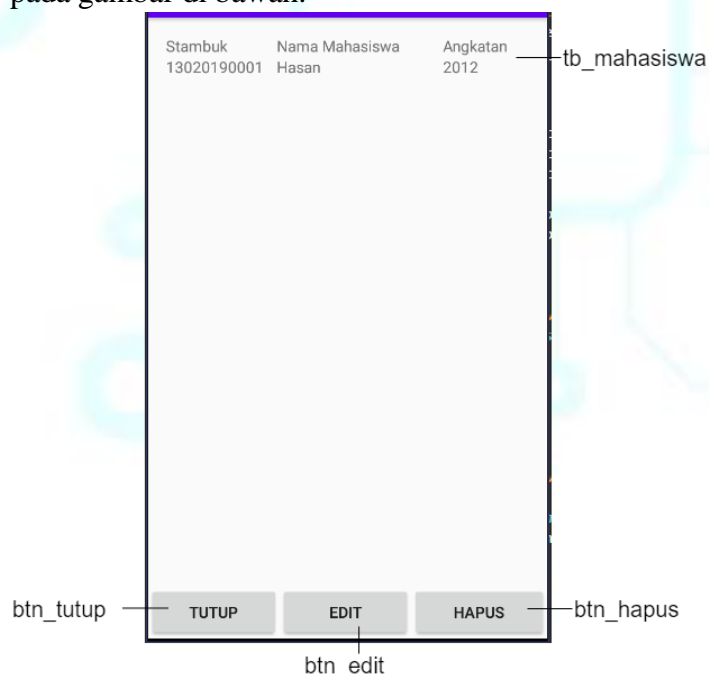 pada gambar di bawah.
Stambuk Nama Mahasiswa Angkatan
13020190001 Hasan 2012
tb_mahasiswa
btn_tutup
TUTUP EDIT HAPUS
btn_hapus
btn_edit